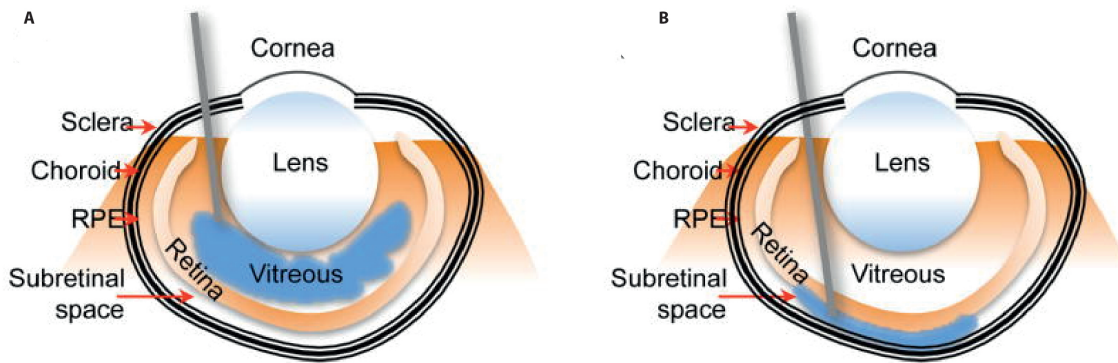 A
Cornea
Sclera
Choroid
Lens
RPE
Retina
Vitreous
Subretinal
space
B
Cornea
Sclera
Choroid
Lens
RPE
Retina
Vitreous
Subretinal
space